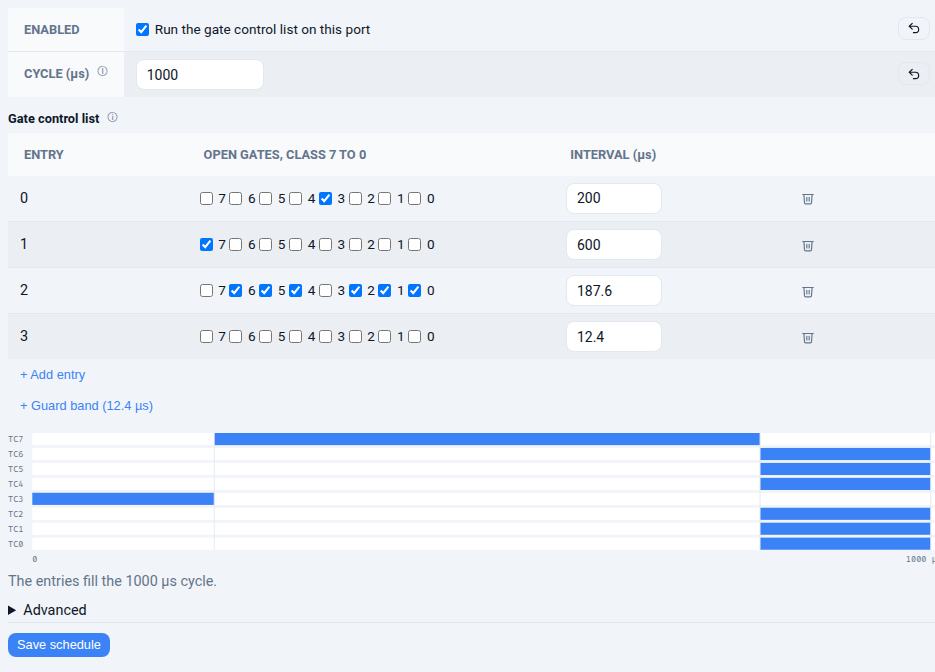 ENABLED Run the gate control list on this port
CYCLE (µs) ⓘ 1000
Gate control list ⓘ
ENTRY OPEN GATES, CLASS 7 TO 0 INTERVAL (µs)
0 7 6 5 4 3 2 1 0 200
1 7 6 5 4 3 2 1 0 600
2 7 6 5 4 3 2 1 0 187.6
3 7 6 5 4 3 2 1 0 12.4
+ Add entry
+ Guard band (12.4 µs)
TC7
TC6
TC5
TC4
TC3
TC2
TC1
TC0
0 1000 µ
The entries fill the 1000 µs cycle.
Advanced
Save schedule